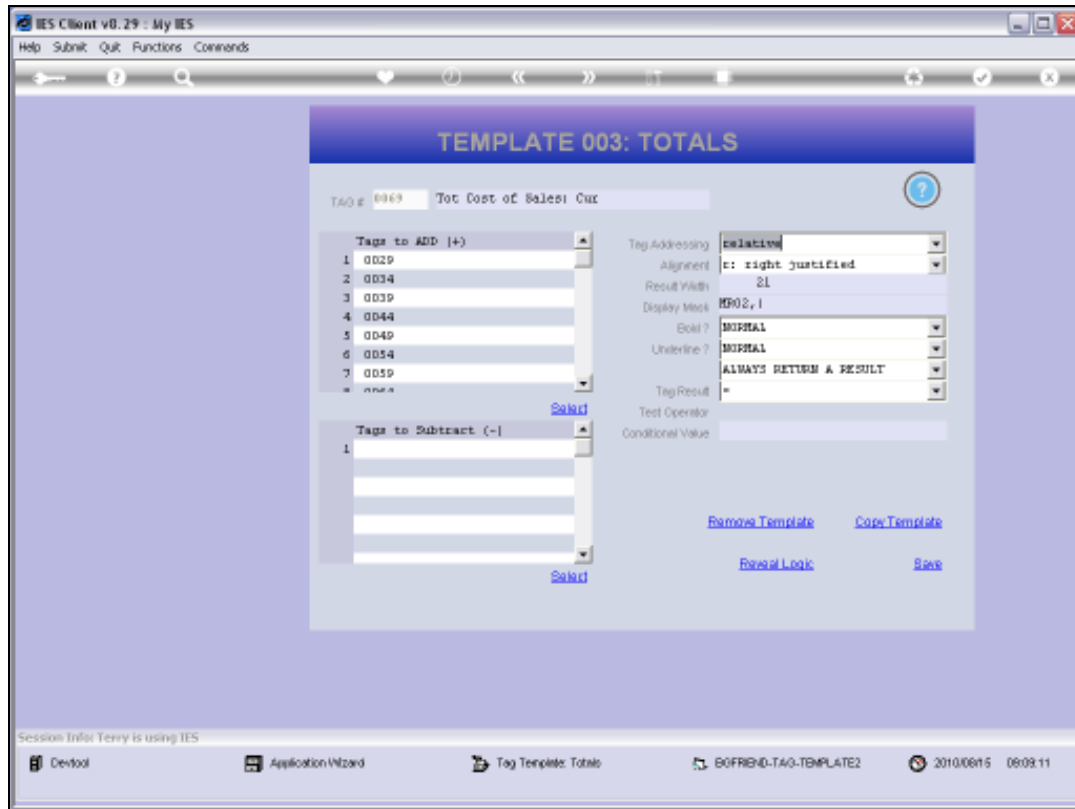 IES Client v8.29 : My IES
Help Submit Quit Functions Commands
TEMPLATE 003: TOTALS
TAG # 0069 Tot Cost of Sales: Cur
Tags to ADD (+)
1 0029
2 0034
3 0039
4 0044
5 0049
6 0054
7 0059
Select
Tags to Subtract (-)
1
Select
Tag Addressing relative
Alignment r: right justified
Result Width 21
Display Mask MR02,|
Bold ? NORMAL
Underline ? NORMAL
ALWAYS RETURN A RESULT
Tag Result =
Test Operator
Conditional Value
Remove Template Copy Template
Reveal Logic Save
Session Info: Terry is using IES
Devtool Application Wizard Tag Template: Totals BGFRIEND-TAG-TEMPLATE2 2010/08/15 09:09:11